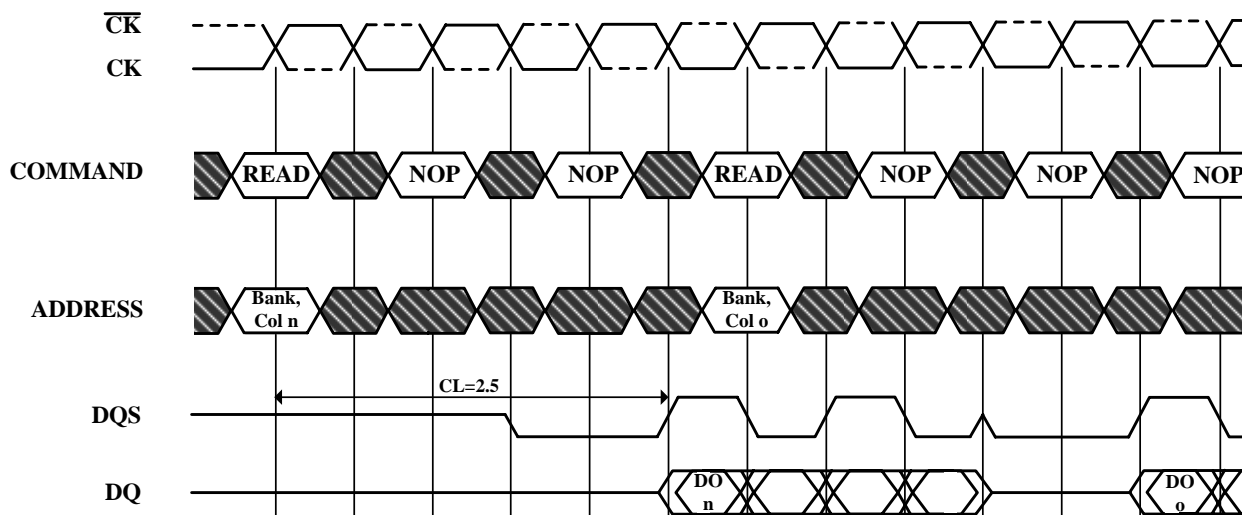 CK
CK
COMMAND READ NOP NOP READ NOP NOP NOP
ADDRESS Bank, Col n Bank, Col o
CL=2.5
DQS
DQ DO n DO o